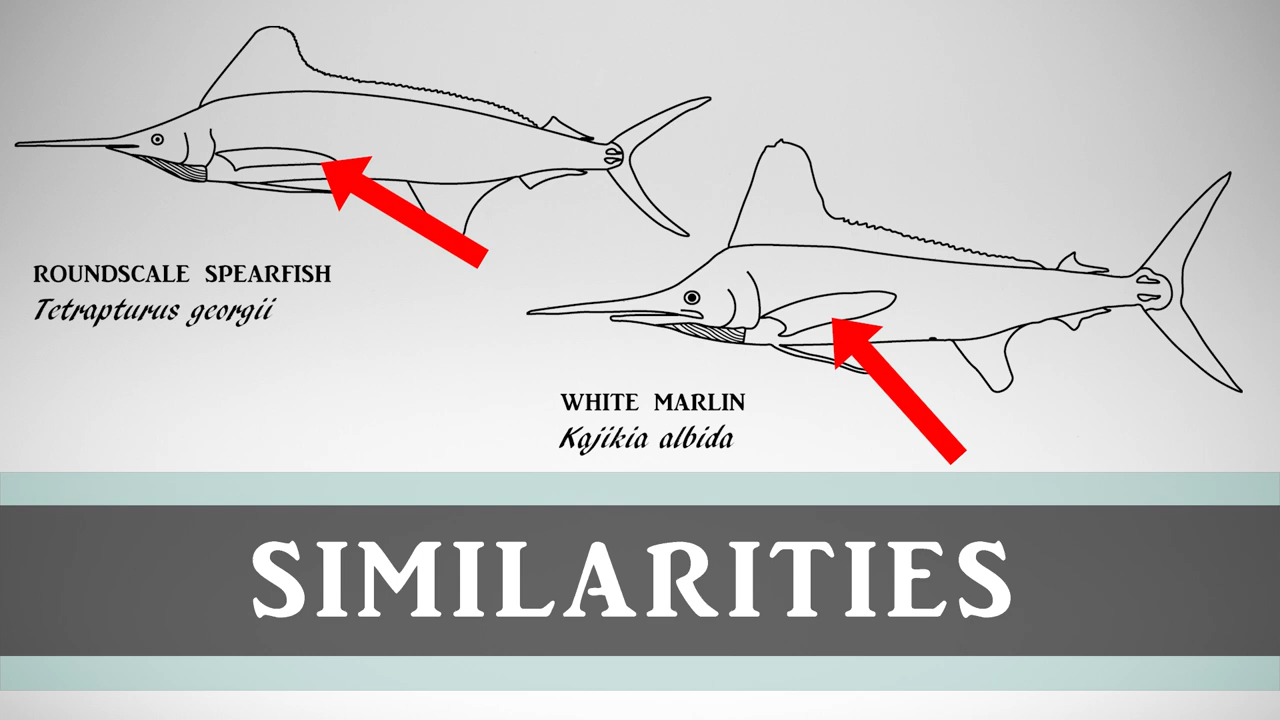 ROUNDSCALE SPEARFISH
Tetrapturus georgii
WHITE MARLIN
Kajikia albida
SIMILARITIES